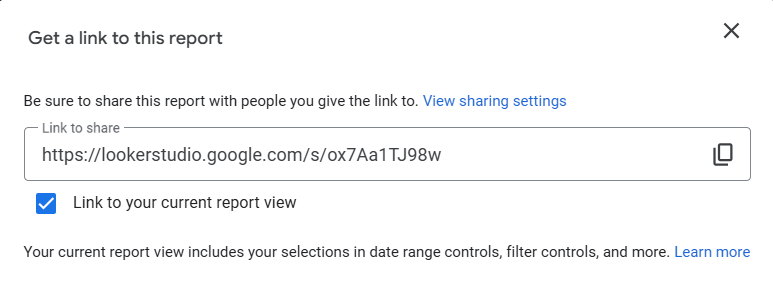 Get a link to this report
Be sure to share this report with people you give the link to. View sharing settings
Link to share
https://lookerstudio.google.com/s/ox7Aa1TJ98w
Link to your current report view
Your current report view includes your selections in date range controls, filter controls, and more. Learn more